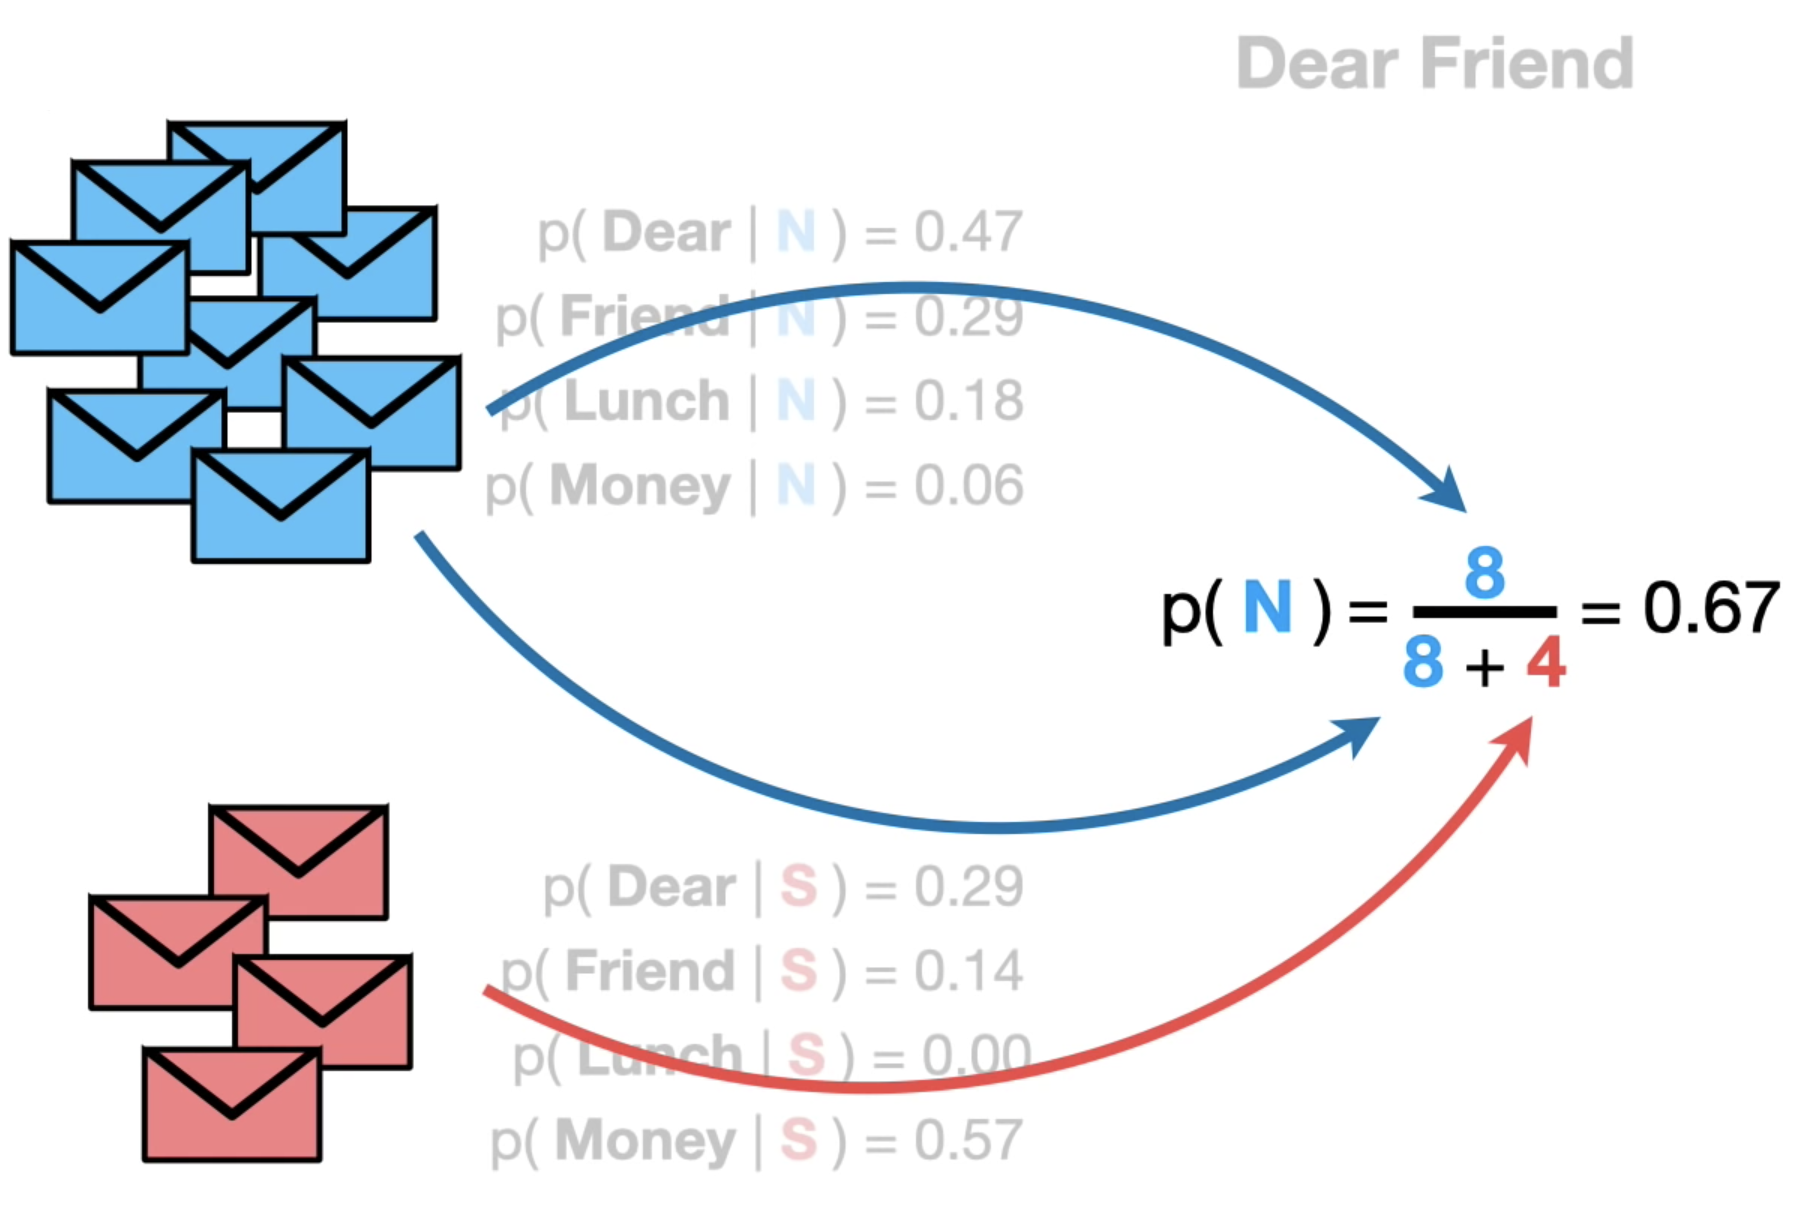 Dear Friend
p( Dear | N ) = 0.47
p( Friend | N ) = 0.29
p( Lunch | N ) = 0.18
p( Money | N ) = 0.06
p( N ) = 8 / 8 + 4 = 0.67
p( Dear | S ) = 0.29
p( Friend | S ) = 0.14
p( Lunch | S ) = 0.00
p( Money | S ) = 0.57